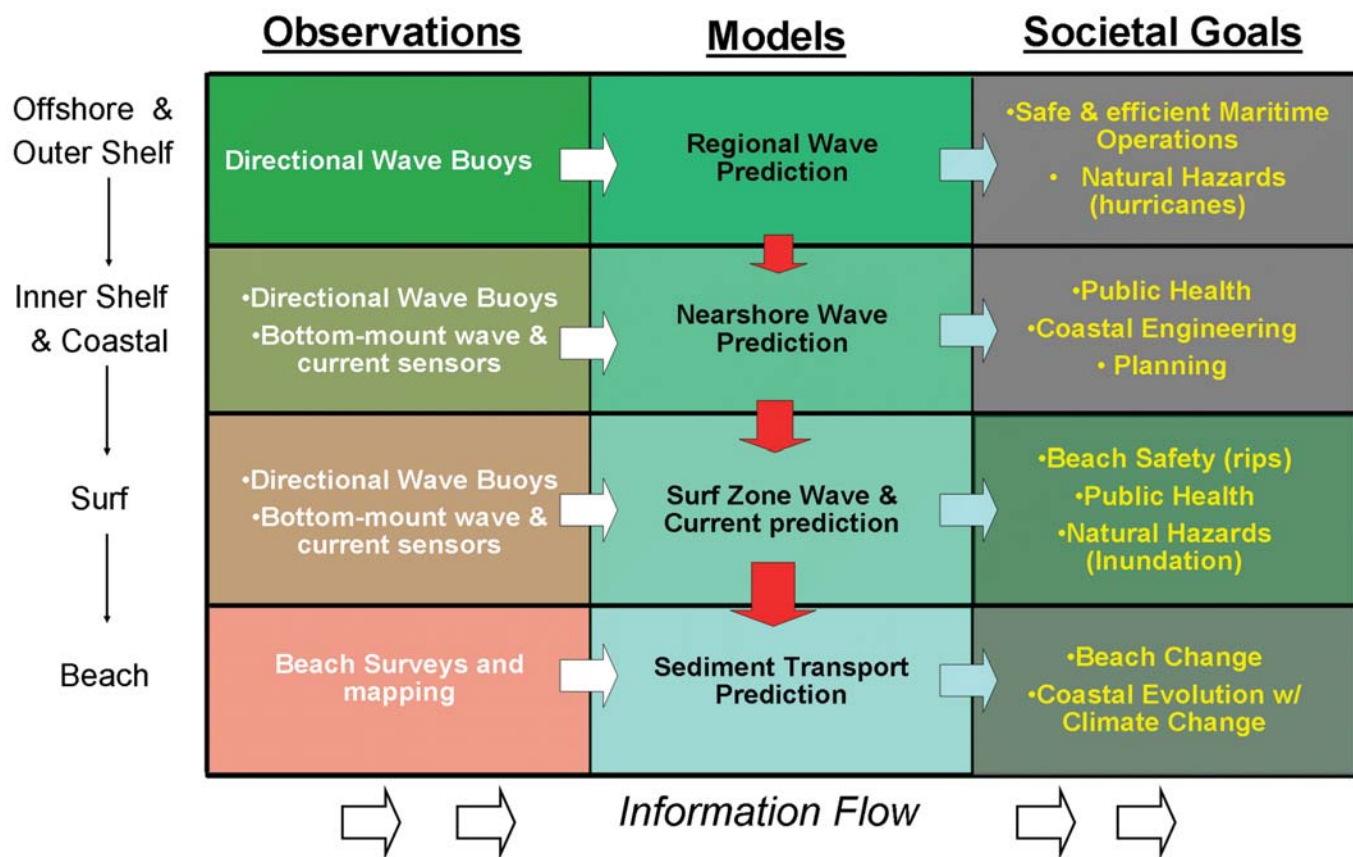 Observations
Models
Societal Goals
Offshore &
Outer Shelf
Directional Wave Buoys
Regional Wave
Prediction
•Safe & efficient Maritime
Operations
• Natural Hazards
(hurricanes)
Inner Shelf
& Coastal
•Directional Wave Buoys
•Bottom-mount wave &
current sensors
Nearshore Wave
Prediction
•Public Health
•Coastal Engineering
• Planning
Surf
•Directional Wave Buoys
•Bottom-mount wave &
current sensors
Surf Zone Wave &
Current prediction
•Beach Safety (rips)
•Public Health
•Natural Hazards
(Inundation)
Beach
Beach Surveys and
mapping
Sediment Transport
Prediction
•Beach Change
•Coastal Evolution w/
Climate Change
Information Flow